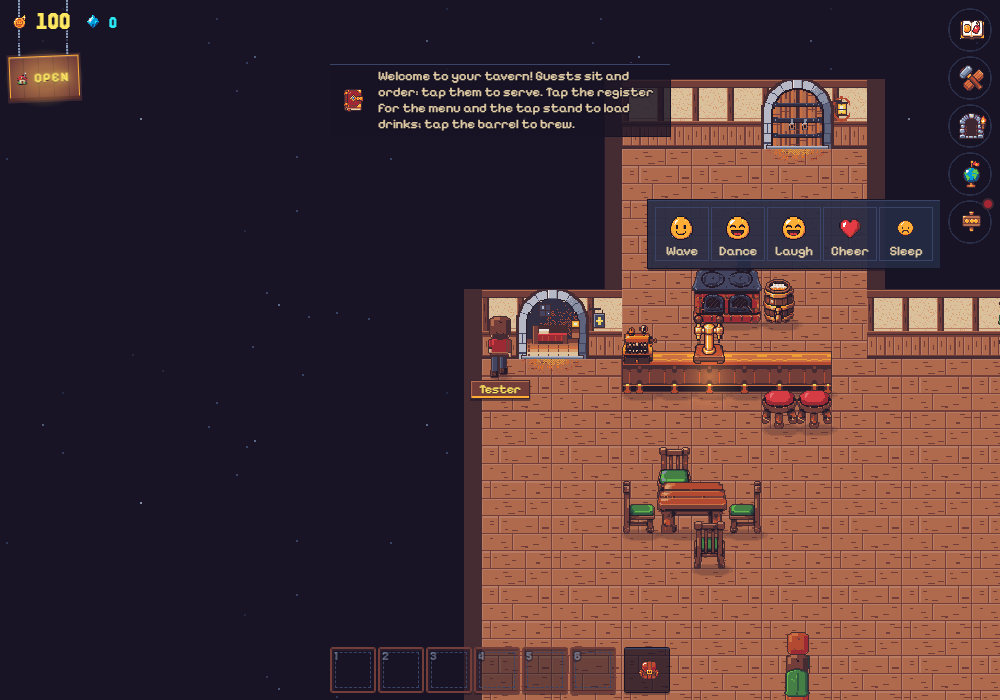 100
0
OPEN
Welcome to your tavern! Guests sit and
order: tap them to serve. Tap the register
for the menu and the tap stand to load
drinks: tap the barrel to brew.
Wave
Dance
Laugh
Cheer
Sleep
Tester
1
2
3
4
5
6